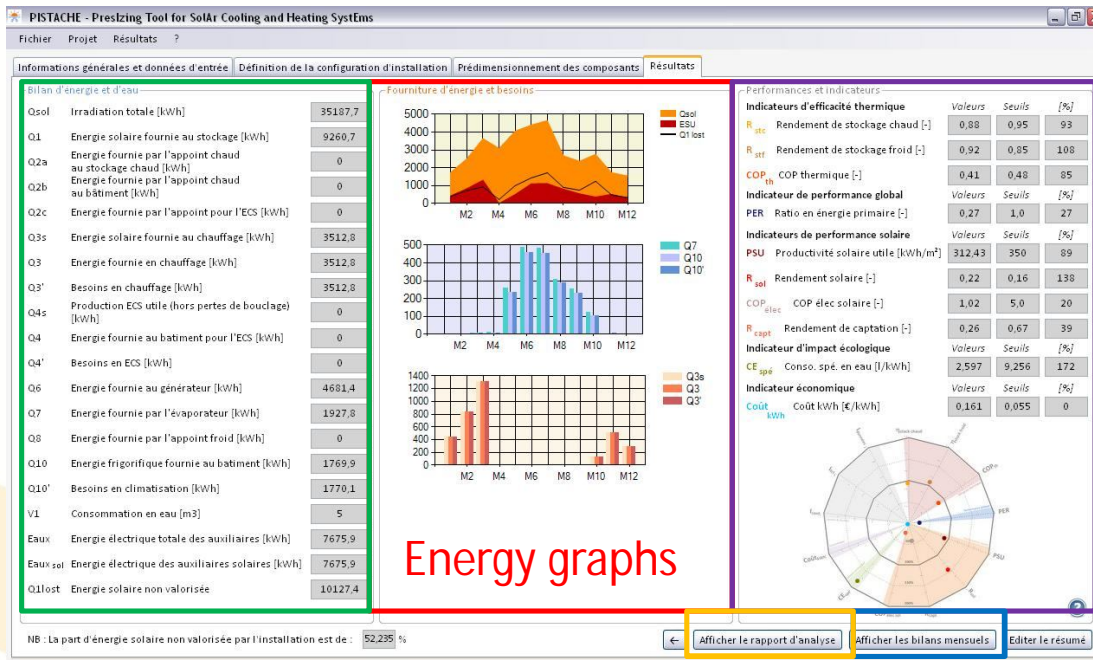 PISTACHE - PresIzing Tool for SolAr Cooling and Heating SystEms
Fichier Projet Résultats ?
Informations générales et données d'entrée Définition de la configuration d'installation Prédimensionnement des composants Résultats
Bilan d'énergie et d'eau
Qsol Irradiation totale [kWh] 35187,7
Q1 Energie solaire fournie au stockage [kWh] 9260,7
Q2a Energie fournie par l'appoint chaud au stockage chaud [kWh] 0
Q2b Energie fournie par l'appoint chaud au bâtiment [kWh] 0
Q2c Energie fournie par l'appoint pour l'ECS [kWh] 0
Q3s Energie solaire fournie au chauffage [kWh] 3512,8
Q3 Energie fournie en chauffage [kWh] 3512,8
Q3' Besoins en chauffage [kWh] 3512,8
Q4s Production ECS utile (hors pertes de bouclage) [kWh] 0
Q4 Energie fournie au batiment pour l'ECS [kWh] 0
Q4' Besoins en ECS [kWh] 0
Q6 Energie fournie au générateur [kWh] 4681,4
Q7 Energie fournie par l'évaporateur [kWh] 1927,8
Q8 Energie fournie par l'appoint froid [kWh] 0
Q10 Energie frigorifique fournie au batiment [kWh] 1769,9
Q10' Besoins en climatisation [kWh] 1770,1
V1 Consommation en eau [m3] 5
Eaux Energie électrique totale des auxiliaires [kWh] 7675,9
Eaux sol Energie électrique des auxiliaires solaires [kWh] 7675,9
Q1lost Energie solaire non valorisée 10127,4
Fourniture d'énergie et besoins
5000
4000
3000
2000
1000
0
M2 M4 M6 M8 M10 M12
Qsol
ESU
Q1 lost
500
400
300
200
100
0
M2 M4 M6 M8 M10 M12
Q7
Q10
Q10'
1400
1200
1000
800
600
400
200
0
M2 M4 M6 M8 M10 M12
Q3s
Q3
Q3'
Energy graphs
Performances et indicateurs
Indicateurs d'efficacité thermique Valeurs Seuils [%]
R stc Rendement de stockage chaud [-] 0,88 0,95 93
R stf Rendement de stockage froid [-] 0,92 0,85 108
COP th COP thermique [-] 0,41 0,48 85
Indicateur de performance global Valeurs Seuils [%]
PER Ratio en énergie primaire [-] 0,27 1,0 27
Indicateurs de performance solaire Valeurs Seuils [%]
PSU Productivité solaire utile [kWh/m²] 312,43 350 89
R sol Rendement solaire [-] 0,22 0,16 138
COP élec COP élec solaire [-] 1,02 5,0 20
R capt Rendement de captation [-] 0,26 0,67 39
Indicateur d'impact écologique Valeurs Seuils [%]
CE spé Conso. spé. en eau [l/kWh] 2,597 9,256 172
Indicateur économique Valeurs Seuils [%]
Coût kWh Coût kWh [€/kWh] 0,161 0,055 0
PER
PSU
NB : La part d'énergie solaire non valorisée par l'installation est de : 52,235 %
← Afficher le rapport d'analyse Afficher les bilans mensuels Editer le résumé